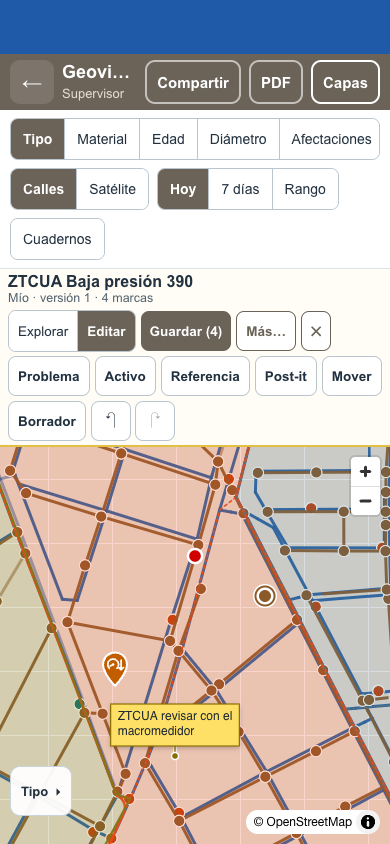 ←
Geovi…
Supervisor
Compartir
PDF
Capas
Tipo
Material
Edad
Diámetro
Afectaciones
Calles
Satélite
Hoy
7 días
Rango
Cuadernos
ZTCUA Baja presión 390
Mío · versión 1 · 4 marcas
Explorar
Editar
Guardar (4)
Más…
×
Problema
Activo
Referencia
Post-it
Mover
Borrador
+
−
ZTCUA revisar con el
macromedidor
Tipo
© OpenStreetMap